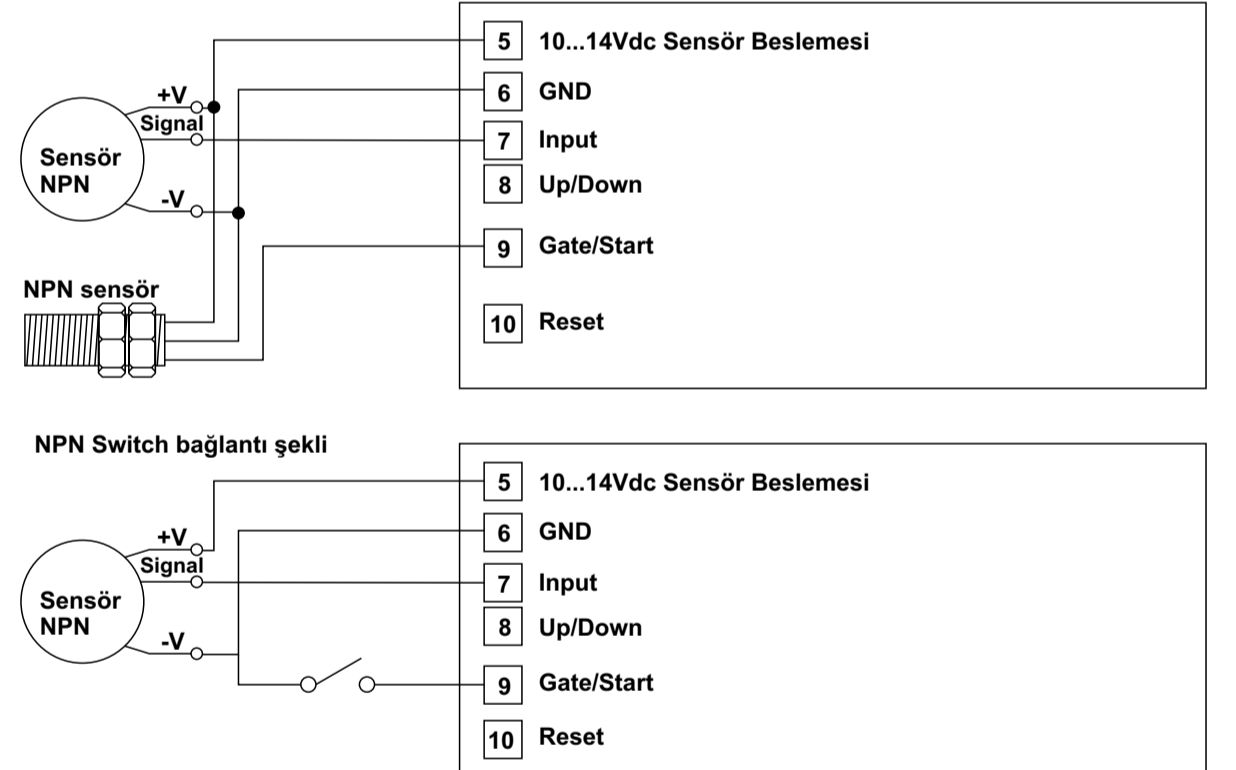 5 10...14Vdc Sensör Beslemesi
+V
6 GND
Signal
7 Input
Sensör
NPN
8 Up/Down
-V
9 Gate/Start
NPN sensör
10 Reset
NPN Switch bağlantı şekli
5 10...14Vdc Sensör Beslemesi
+V
6 GND
Signal
7 Input
Sensör
NPN
8 Up/Down
-V
9 Gate/Start
10 Reset